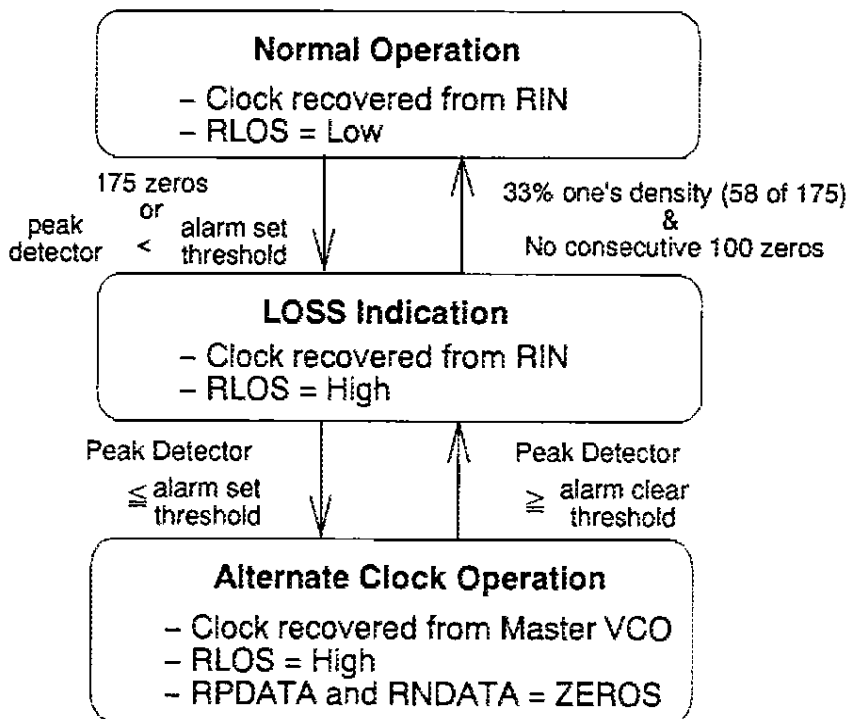 Normal Operation
– Clock recovered from RIN
– RLOS = Low
175 zeros
or
peak detector < alarm set threshold
33% one's density (58 of 175)
&
No consecutive 100 zeros
LOSS Indication
– Clock recovered from RIN
– RLOS = High
Peak Detector
≦ alarm set
threshold
Peak Detector
≧ alarm clear
threshold
Alternate Clock Operation
– Clock recovered from Master VCO
– RLOS = High
– RPDATA and RNDATA = ZEROS